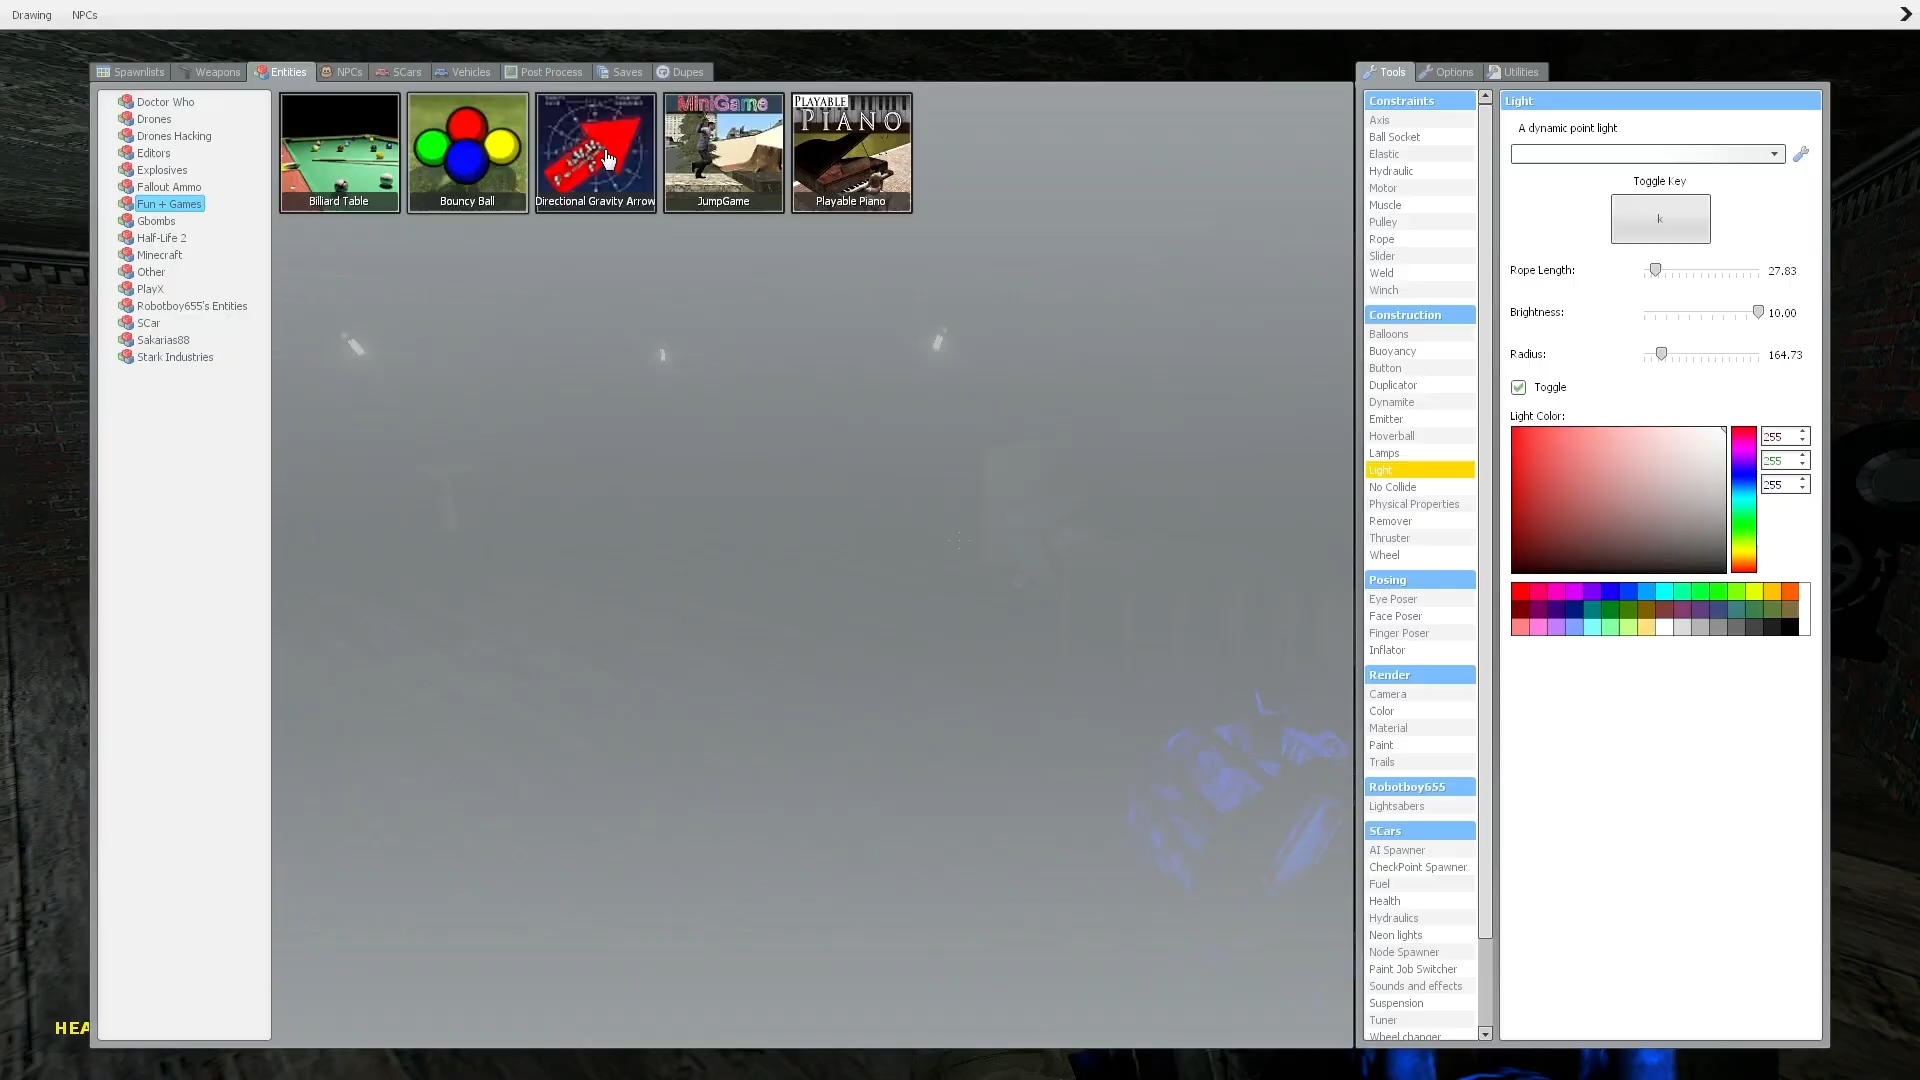 Drawing NPCs
Spawnlists Weapons Entities NPCs SCars Vehicles Post Process Saves Dupes
Doctor Who
Drones
Drones Hacking
Editors
Explosives
Fallout Ammo
Fun + Games
Gbombs
Half-Life 2
Minecraft
Other
PlayX
Robotboy655's Entities
SCar
Sakarias88
Stark Industries
Billiard Table
Bouncy Ball
Directional Gravity Arrow
MiniGame
JumpGame
PLAYABLE
PIANO
Playable Piano
HEA
Tools Options Utilities
Constraints
Axis
Ball Socket
Elastic
Hydraulic
Motor
Muscle
Pulley
Rope
Slider
Weld
Winch
Construction
Balloons
Buoyancy
Button
Duplicator
Dynamite
Emitter
Hoverball
Lamps
Light
No Collide
Physical Properties
Remover
Thruster
Wheel
Posing
Eye Poser
Face Poser
Finger Poser
Inflator
Render
Camera
Color
Material
Paint
Trails
Robotboy655
Lightsabers
SCars
AI Spawner
CheckPoint Spawner
Fuel
Health
Hydraulics
Neon lights
Node Spawner
Paint Job Switcher
Sounds and effects
Suspension
Tuner
Wheel changer
Light
A dynamic point light
Toggle Key
k
Rope Length: 27.83
Brightness: 10.00
Radius: 164.73
Toggle
Light Color:
255
255
255